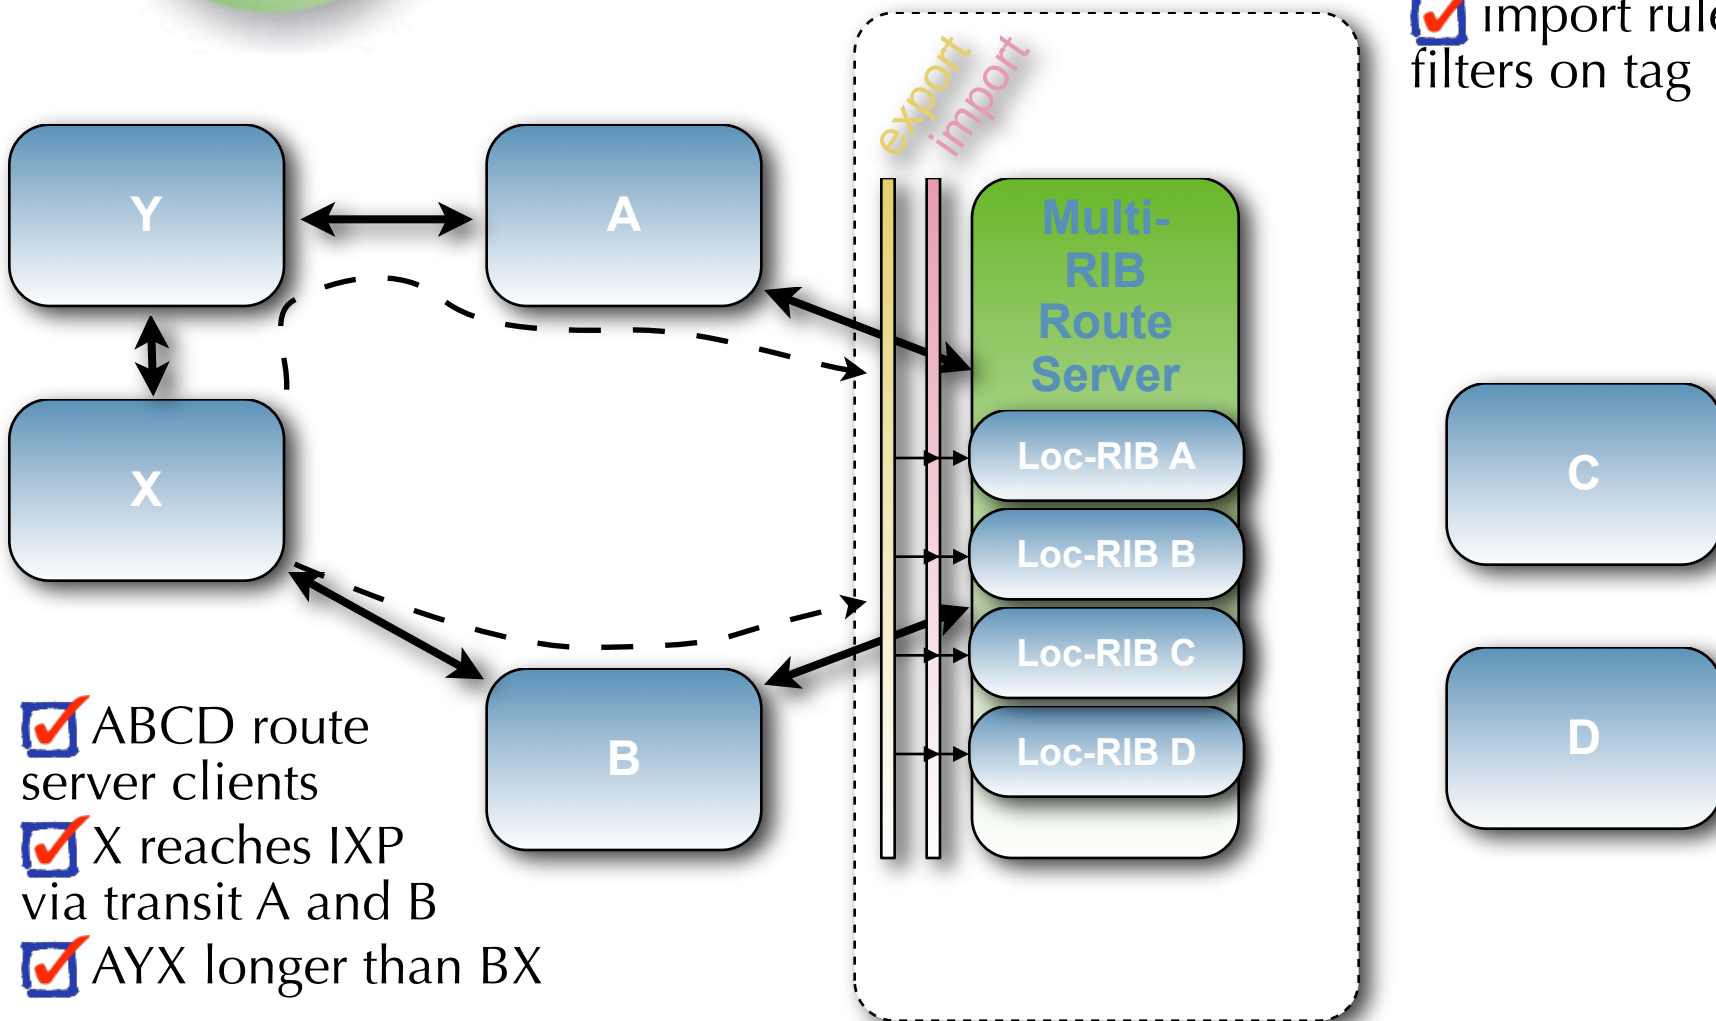 import
filters on tag
export
import
Y
A
Multi-
RIB
Route
Server
X
Loc-RIB A
C
Loc-RIB B
Loc-RIB C
ABCD route
server clients
Loc-RIB D
D
B
X reaches IXP
via transit A and B
AYX longer than BX